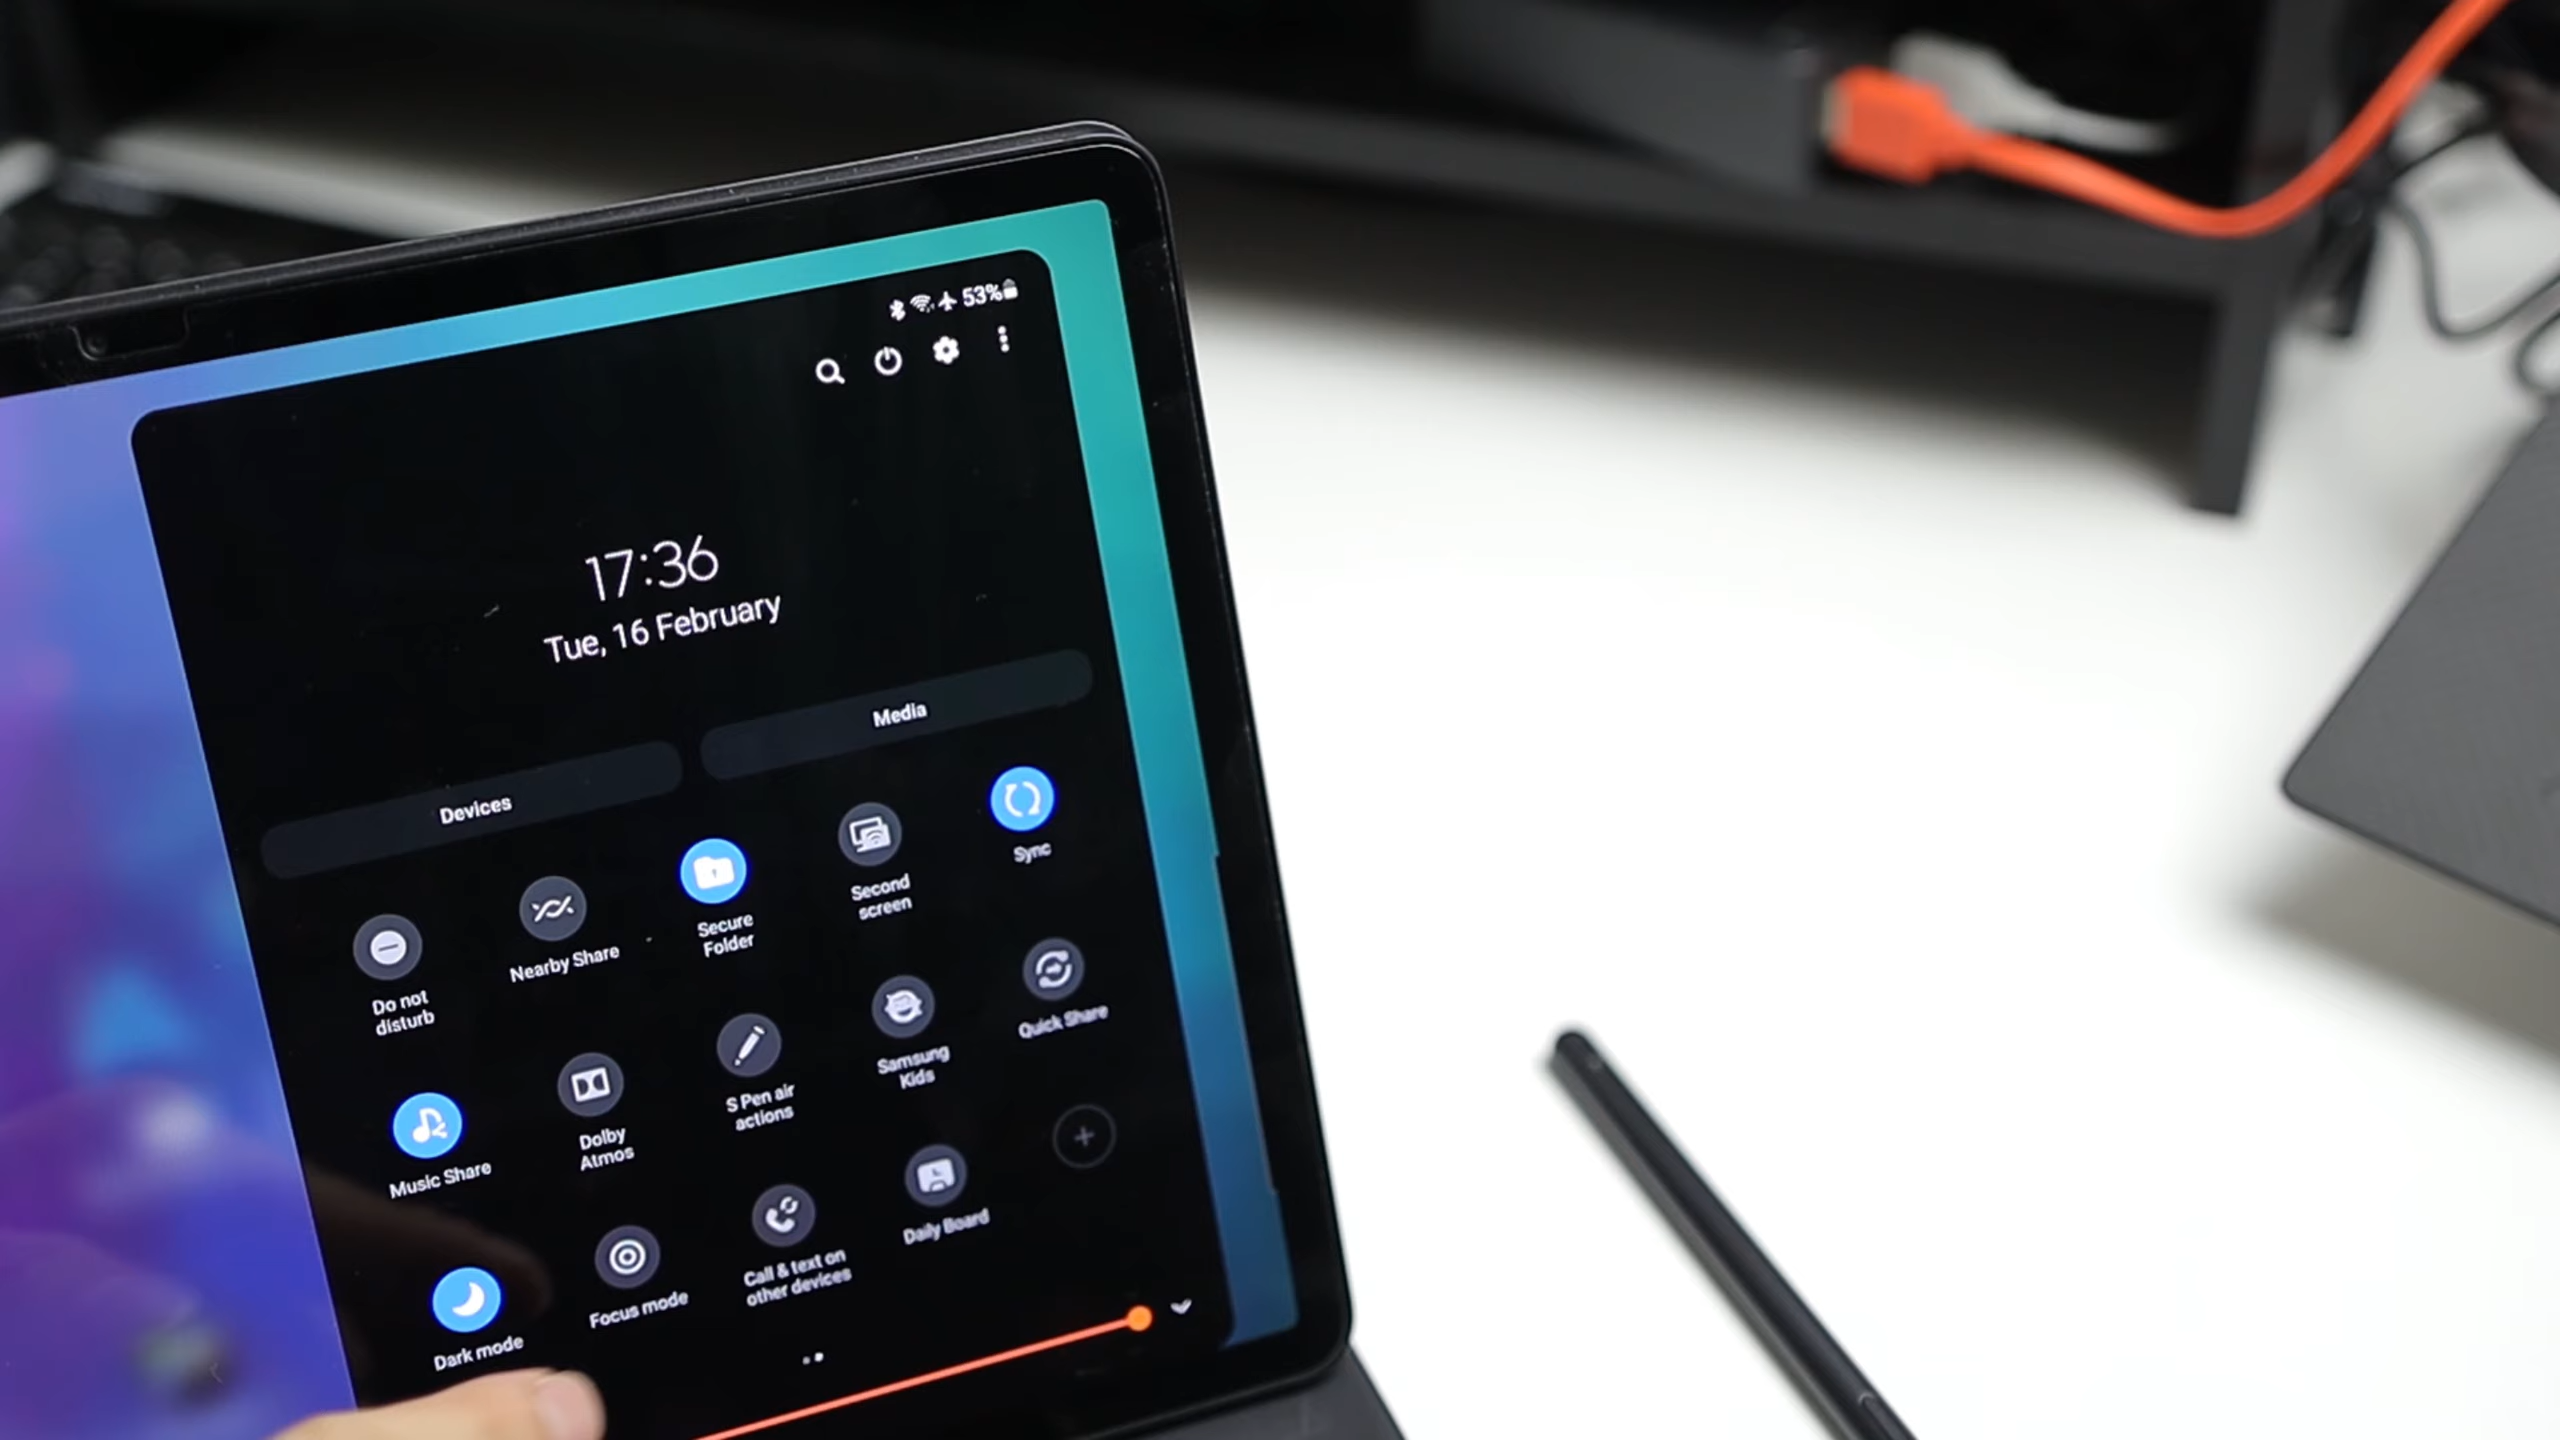 53%
17:36
Tue, 16 February
Devices
Media
Do not
disturb
Nearby Share
Secure
Folder
Second
screen
Sync
Music Share
Dolby
Atmos
S Pen air
actions
Samsung
Kids
Quick Share
Dark mode
Focus mode
Call & text on
other devices
Daily Board